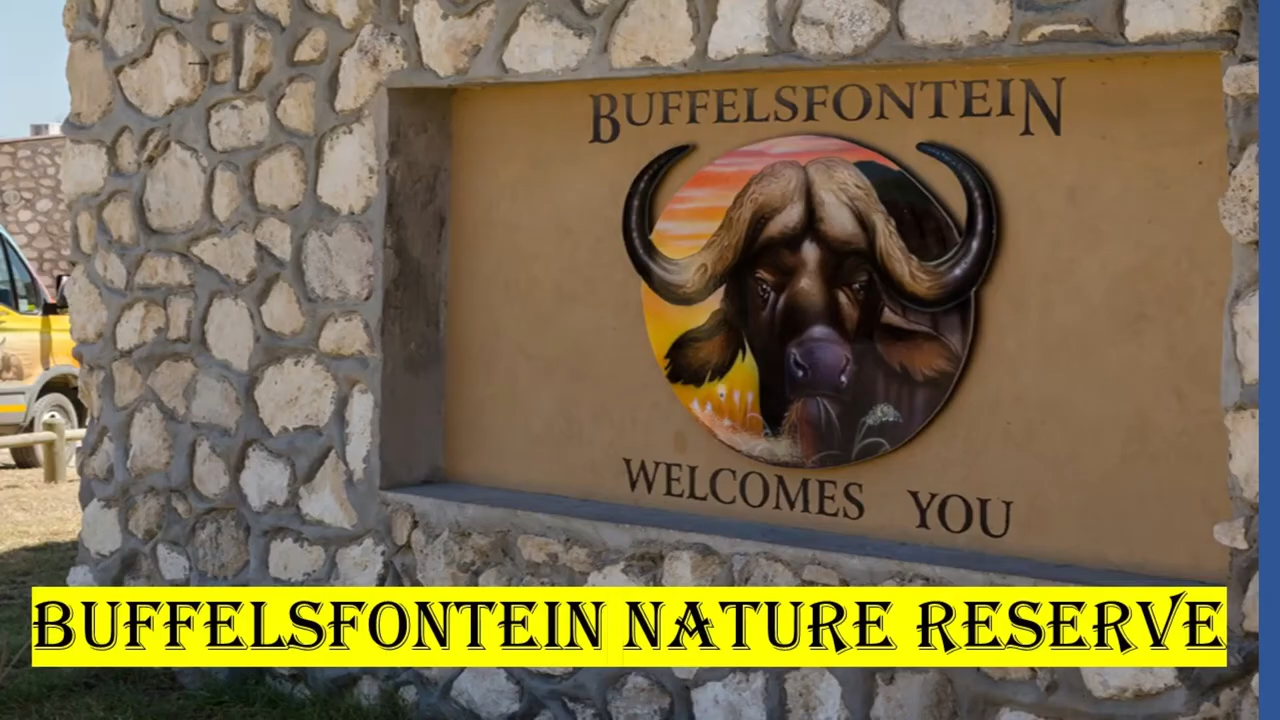 BUFFELSFONTEIN
WELCOMES YOU
BUFFELSFONTEIN NATURE RESERVE